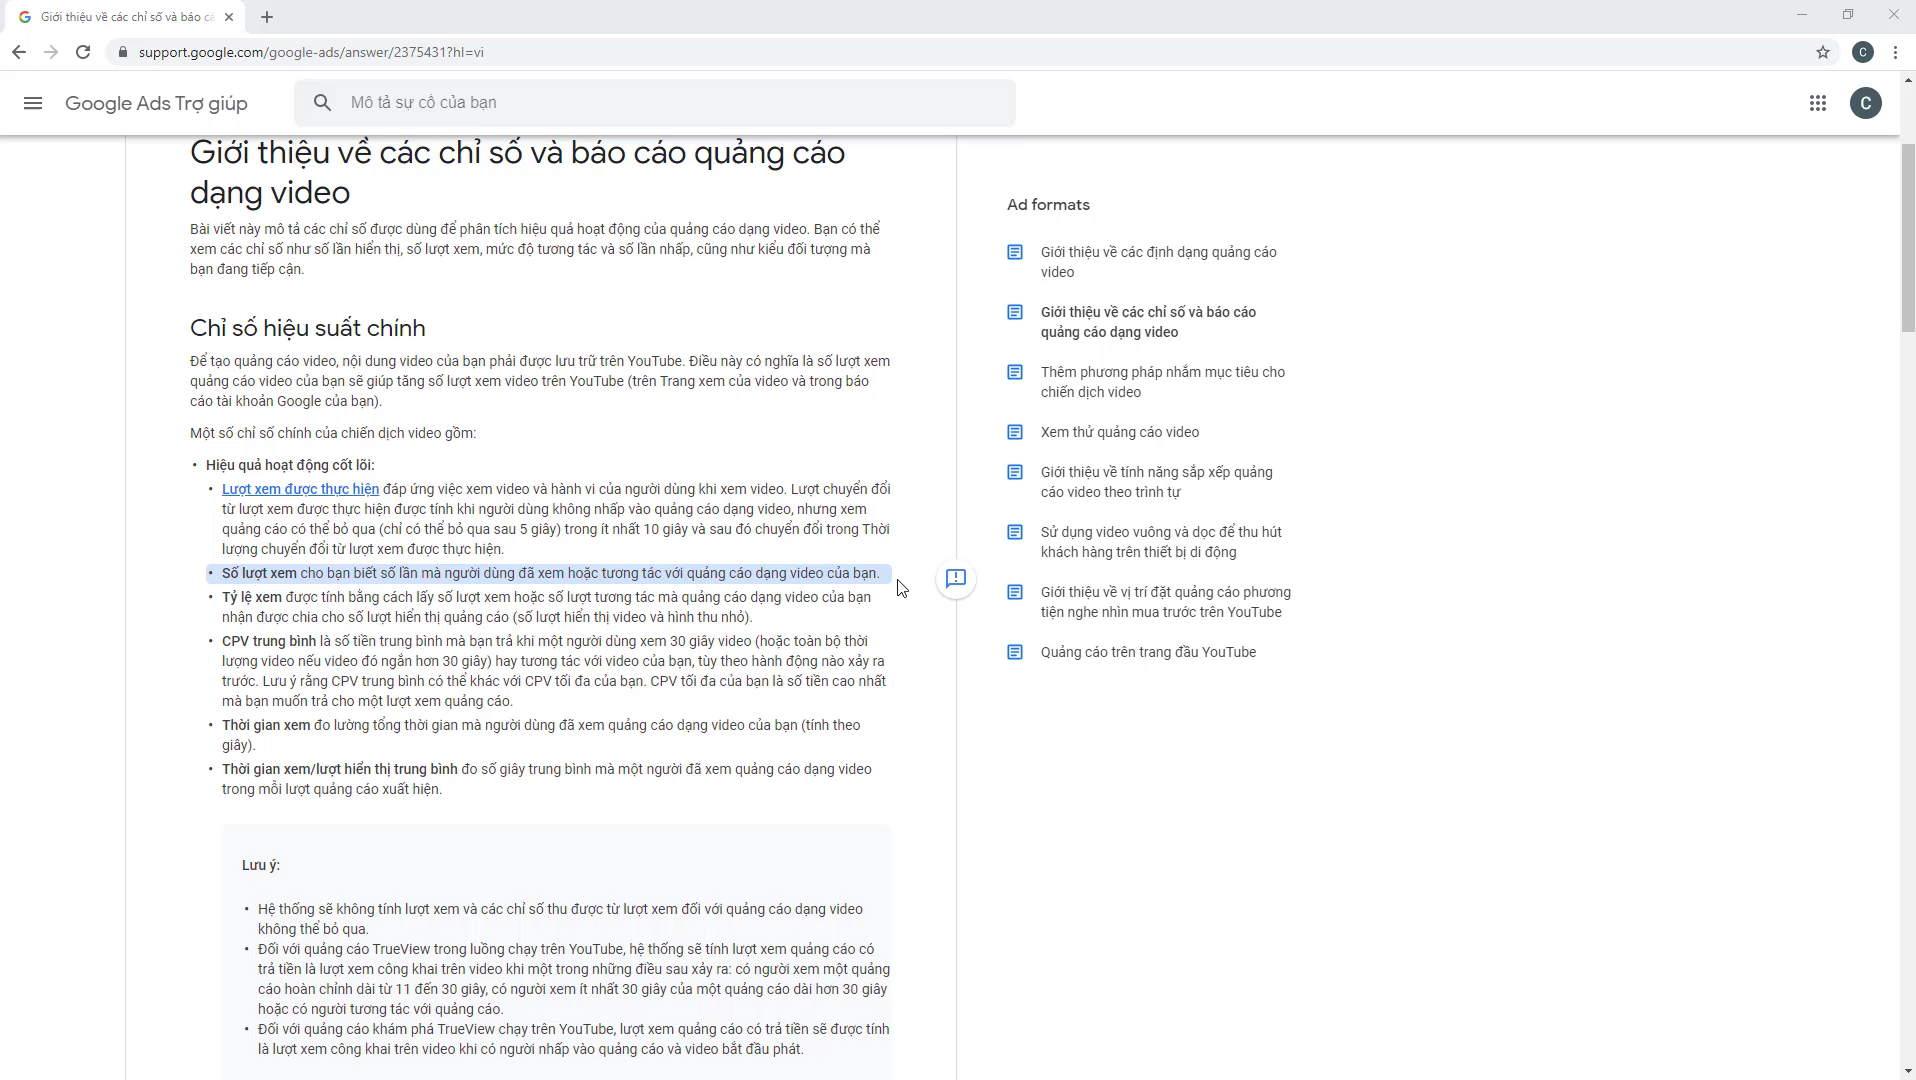 Giới thiệu về các chỉ số và báo cá
support.google.com/google-ads/answer/2375431?hl=vi
C
Google Ads Trợ giúp
Mô tả sự cố của bạn
C
Giới thiệu về các chỉ số và báo cáo quảng cáo
dạng video
Bài viết này mô tả các chỉ số được dùng để phân tích hiệu quả hoạt động của quảng cáo dạng video. Bạn có thể
xem các chỉ số như số lần hiển thị, số lượt xem, mức độ tương tác và số lần nhấp, cũng như kiểu đối tượng mà
bạn đang tiếp cận.
Chỉ số hiệu suất chính
Để tạo quảng cáo video, nội dung video của bạn phải được lưu trữ trên YouTube. Điều này có nghĩa là số lượt xem
quảng cáo video của bạn sẽ giúp tăng số lượt xem video trên YouTube (trên Trang xem của video và trong báo
cáo tài khoản Google của bạn).
Một số chỉ số chính của chiến dịch video gồm:
• Hiệu quả hoạt động cốt lõi:
• Lượt xem được thực hiện đáp ứng việc xem video và hành vi của người dùng khi xem video. Lượt chuyển đổi
từ lượt xem được thực hiện được tính khi người dùng không nhấp vào quảng cáo dạng video, nhưng xem
quảng cáo có thể bỏ qua (chỉ có thể bỏ qua sau 5 giây) trong ít nhất 10 giây và sau đó chuyển đổi trong Thời
lượng chuyển đổi từ lượt xem được thực hiện.
• Số lượt xem cho bạn biết số lần mà người dùng đã xem hoặc tương tác với quảng cáo dạng video của bạn.
• Tỷ lệ xem được tính bằng cách lấy số lượt xem hoặc số lượt tương tác mà quảng cáo dạng video của bạn
nhận được chia cho số lượt hiển thị quảng cáo (số lượt hiển thị video và hình thu nhỏ).
• CPV trung bình là số tiền trung bình mà bạn trả khi một người dùng xem 30 giây video (hoặc toàn bộ thời
lượng video nếu video đó ngắn hơn 30 giây) hay tương tác với video của bạn, tùy theo hành động nào xảy ra
trước. Lưu ý rằng CPV trung bình có thể khác với CPV tối đa của bạn. CPV tối đa của bạn là số tiền cao nhất
mà bạn muốn trả cho một lượt xem quảng cáo.
• Thời gian xem đo lường tổng thời gian mà người dùng đã xem quảng cáo dạng video của bạn (tính theo
giây).
• Thời gian xem/lượt hiển thị trung bình đo số giây trung bình mà một người đã xem quảng cáo dạng video
trong mỗi lượt quảng cáo xuất hiện.
Lưu ý:
• Hệ thống sẽ không tính lượt xem và các chỉ số thu được từ lượt xem đối với quảng cáo dạng video
không thể bỏ qua.
• Đối với quảng cáo TrueView trong luồng chạy trên YouTube, hệ thống sẽ tính lượt xem quảng cáo có
trả tiền là lượt xem công khai trên video khi một trong những điều sau xảy ra: có người xem một quảng
cáo hoàn chỉnh dài từ 11 đến 30 giây, có người xem ít nhất 30 giây của một quảng cáo dài hơn 30 giây
hoặc có người tương tác với quảng cáo.
• Đối với quảng cáo khám phá TrueView chạy trên YouTube, lượt xem quảng cáo có trả tiền sẽ được tính
là lượt xem công khai trên video khi có người nhấp vào quảng cáo và video bắt đầu phát.
Ad formats
Giới thiệu về các định dạng quảng cáo
video
Giới thiệu về các chỉ số và báo cáo
quảng cáo dạng video
Thêm phương pháp nhắm mục tiêu cho
chiến dịch video
Xem thử quảng cáo video
Giới thiệu về tính năng sắp xếp quảng
cáo video theo trình tự
Sử dụng video vuông và dọc để thu hút
khách hàng trên thiết bị di động
Giới thiệu về vị trí đặt quảng cáo phương
tiện nghe nhìn mua trước trên YouTube
Quảng cáo trên trang đầu YouTube